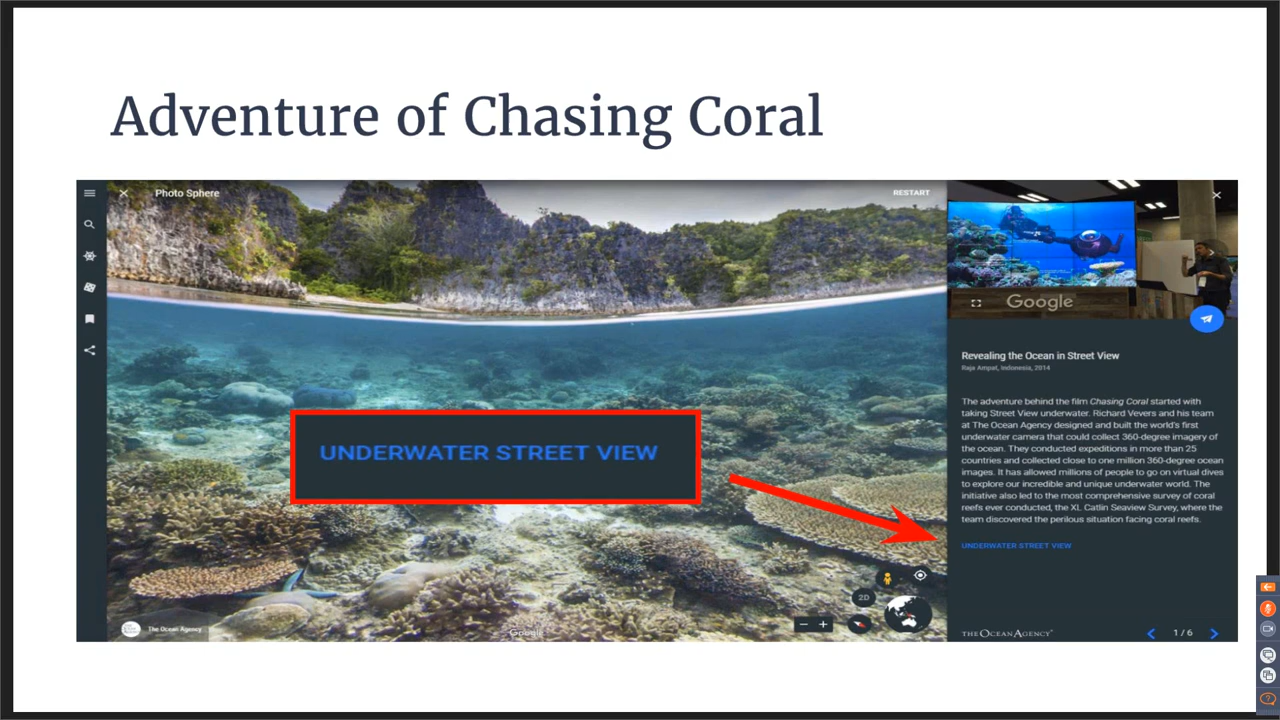 Adventure of Chasing Coral
Photo Sphere
RESTART
Google
Revealing the Ocean in Street View
Raja Ampat, Indonesia, 2014
The adventure behind the film Chasing Coral started with
taking Street View underwater. Richard Vevers and his team
at The Ocean Agency designed and built the world's first
underwater camera that could collect 360-degree imagery of
the ocean. They conducted expeditions in more than 25
countries and collected close to one million 360-degree ocean
images. It has allowed millions of people to go on virtual dives
to explore our incredible and unique underwater world. The
initiative also led to the most comprehensive survey of coral
reefs ever conducted, the XL Catlin Seaview Survey, where the
team discovered the perilous situation facing coral reefs.
UNDERWATER STREET VIEW
UNDERWATER STREET VIEW
2D
The Ocean Agency
Google
THE OCEAN AGENCY
1 / 6